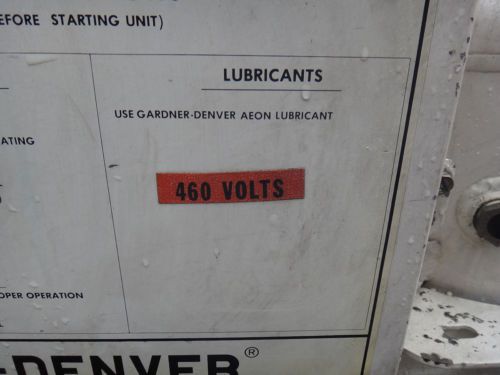 EFORE STARTING UNIT)
LUBRICANTS
USE GARDNER-DENVER AEON LUBRICANT
ATING
460 VOLTS
OPER OPERATION
-DENVER®